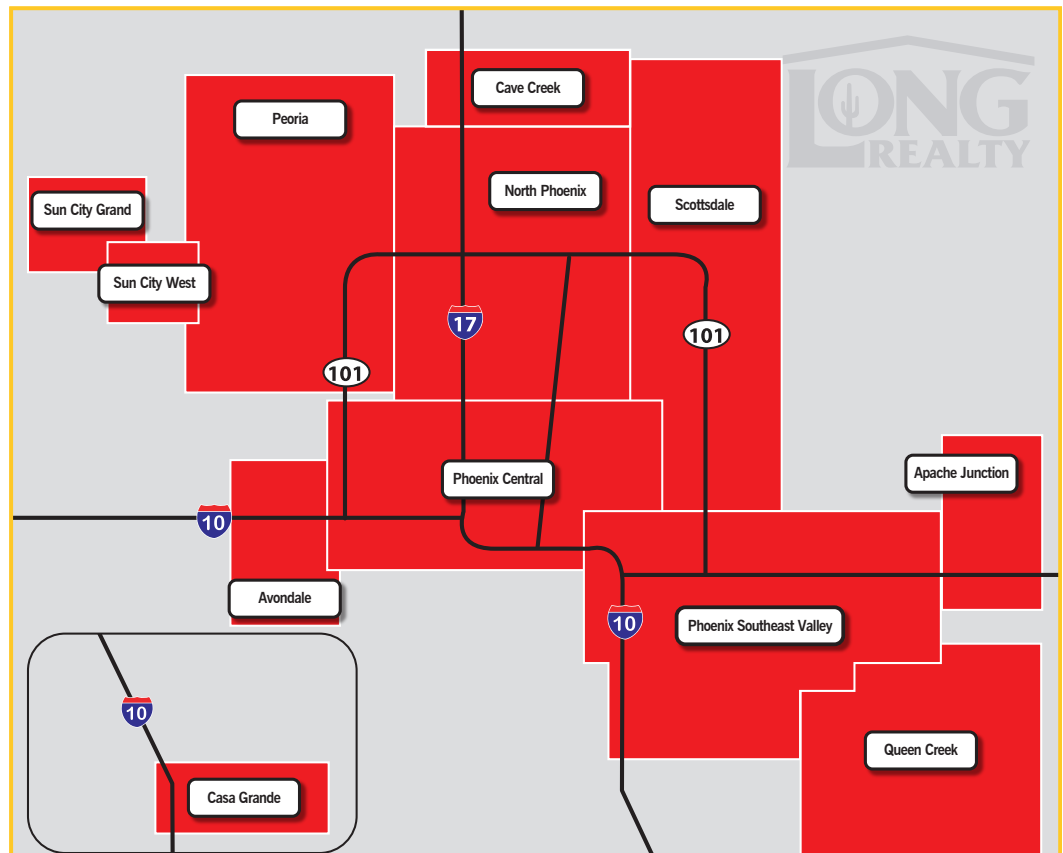 LONG
REALTY
Cave Creek
Peoria
North Phoenix
Scottsdale
Sun City Grand
Sun City West
17
101
101
Phoenix Central
Apache Junction
10
Avondale
10
Phoenix Southeast Valley
10
Queen Creek
Casa Grande